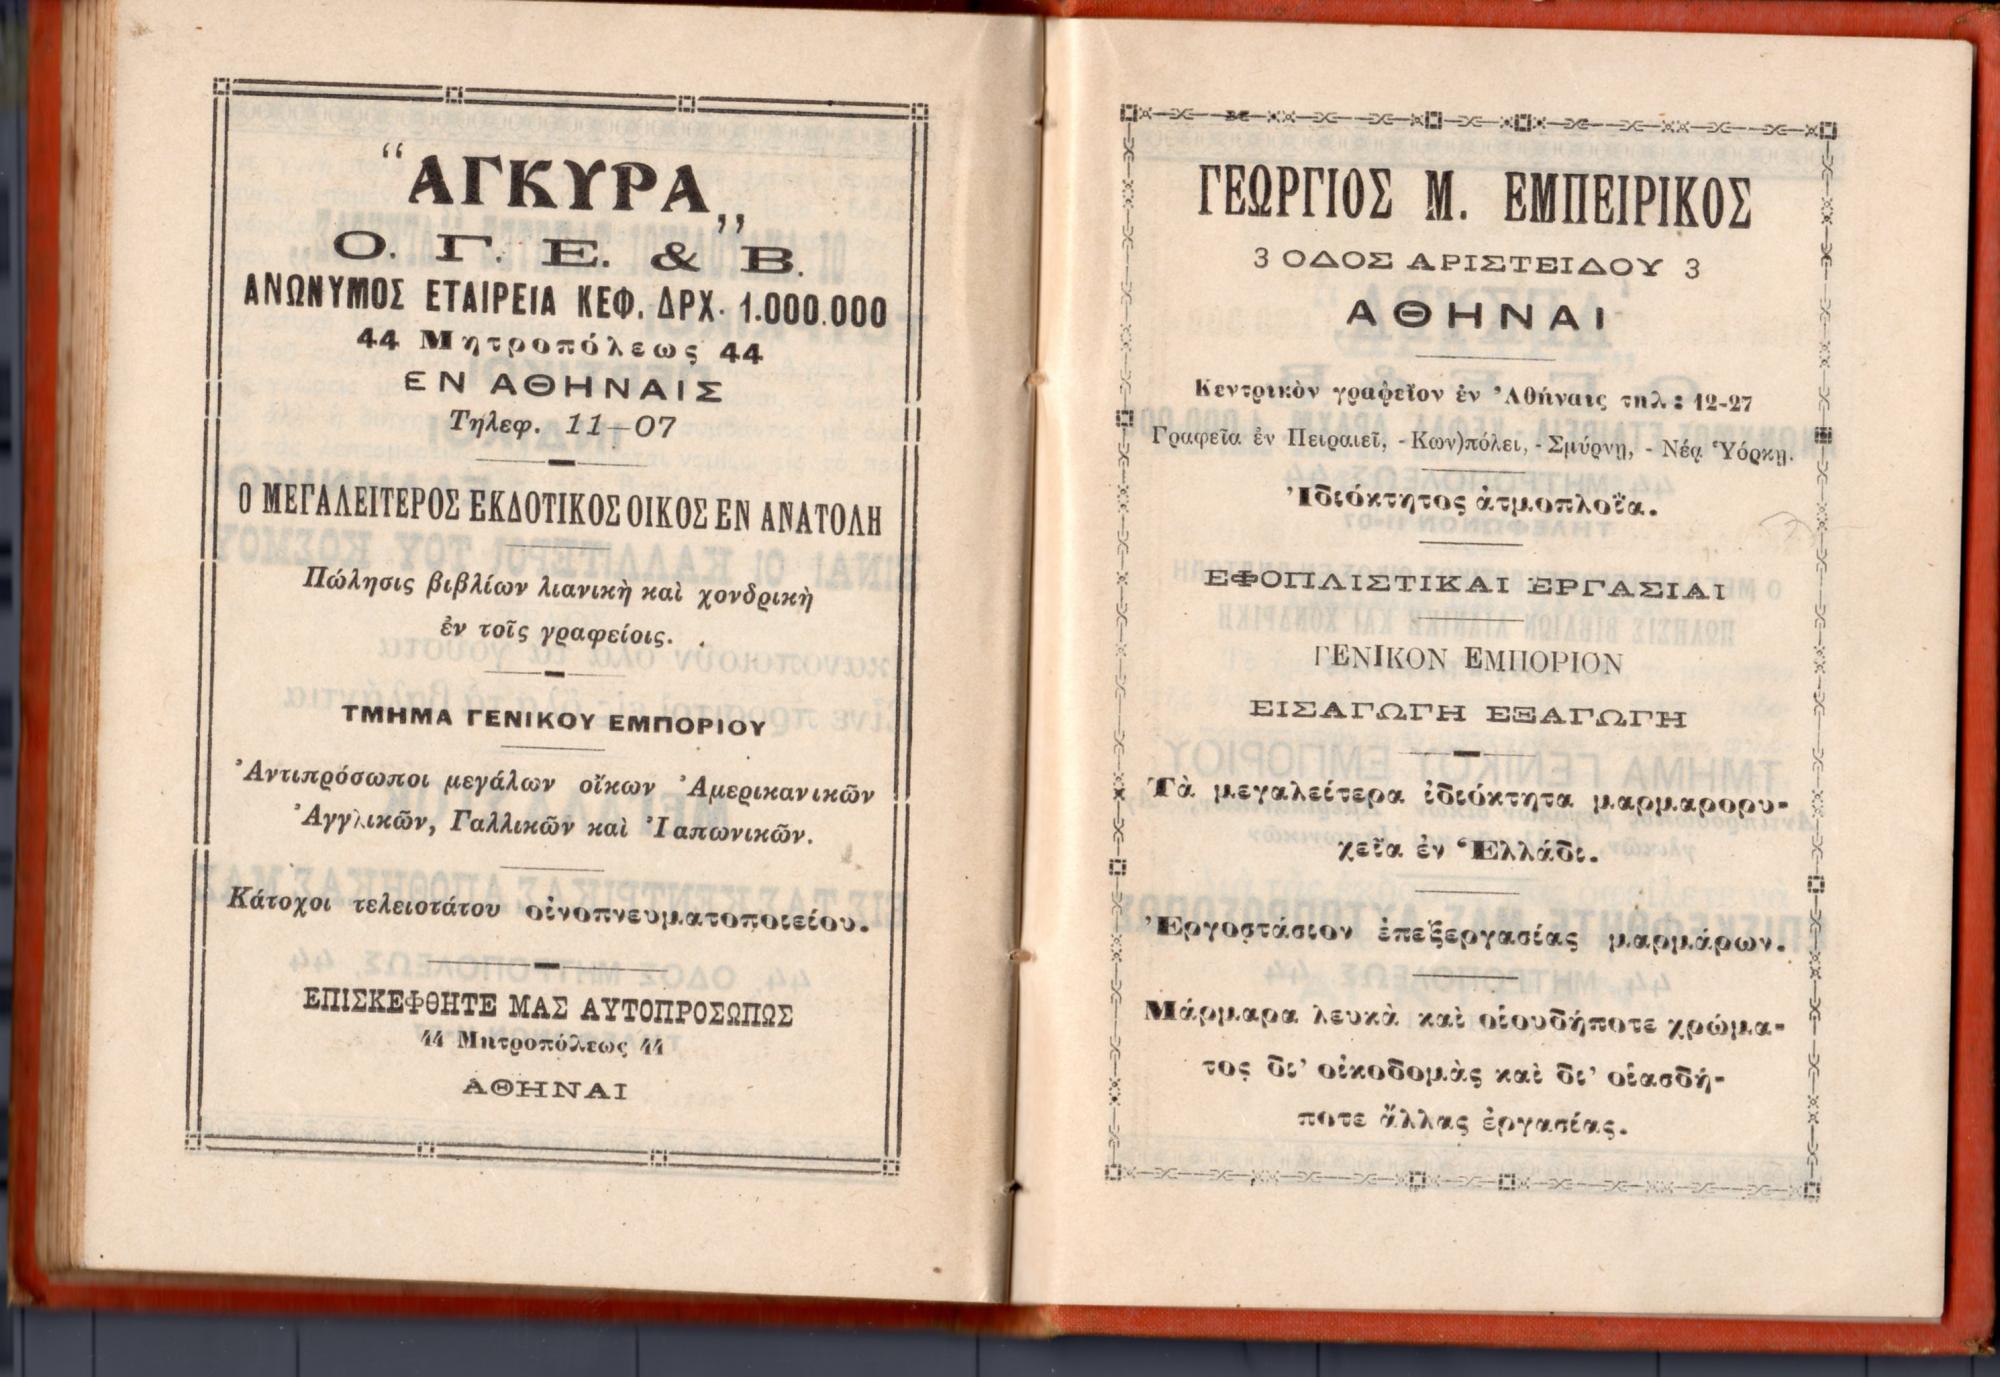 “ΑΓΚΥΡΑ„
Ο. Γ. Ε. & Β.
ΑΝΩΝΥΜΟΣ ΕΤΑΙΡΕΙΑ ΚΕΦ. ΔΡΧ. 1.000.000
44 Μητροπόλεως 44
ΕΝ ΑΘΗΝΑΙΣ
Τηλεφ. 11—07
Ο ΜΕΓΑΛΕΙΤΕΡΟΣ ΕΚΔΟΤΙΚΟΣ ΟΙΚΟΣ ΕΝ ΑΝΑΤΟΛΗ
Πώλησις βιβλίων λιανικὴ καὶ χονδρικὴ
ἐν τοῖς γραφείοις.
ΤΜΗΜΑ ΓΕΝΙΚΟΥ ΕΜΠΟΡΙΟΥ
Ἀντιπρόσωποι μεγάλων οἴκων Ἀμερικανικῶν
Ἀγγλικῶν, Γαλλικῶν καὶ Ἰαπωνικῶν.
Κάτοχοι τελειοτάτου οἰνοπνευματοποιείου.
ΕΠΙΣΚΕΦΘΗΤΕ ΜΑΣ ΑΥΤΟΠΡΟΣΩΠΩΣ
44 Μητροπόλεως 44
ΑΘΗΝΑΙ
ΓΕΩΡΓΙΟΣ Μ. ΕΜΠΕΙΡΙΚΟΣ
3 ΟΔΟΣ ΑΡΙΣΤΕΙΔΟΥ 3
ΑΘΗΝΑΙ
Κεντρικὸν γραφεῖον ἐν Ἀθήναις τηλ: 12-27
Γραφεῖα ἐν Πειραιεῖ, - Κων)πόλει, - Σμύρνῃ, - Νέᾳ Ὑόρκῃ.
Ἰδιόκτητος ἀτμοπλοΐα.
ΕΦΟΠΛΙΣΤΙΚΑΙ ΕΡΓΑΣΙΑΙ
ΓΕΝΙΚΟΝ ΕΜΠΟΡΙΟΝ
ΕΙΣΑΓΩΓΗ ΕΞΑΓΩΓΗ
Τὰ μεγαλείτερα ἰδιόκτητα μαρμαρορυ-
χεῖα ἐν Ἑλλάδι.
Ἐργοστάσιον ἐπεξεργασίας μαρμάρων.
Μάρμαρα λευκὰ καὶ οἱουδήποτε χρώμα-
τος δι’ οἰκοδομὰς καὶ δι’ οἱασδή-
ποτε ἄλλας ἐργασίας.